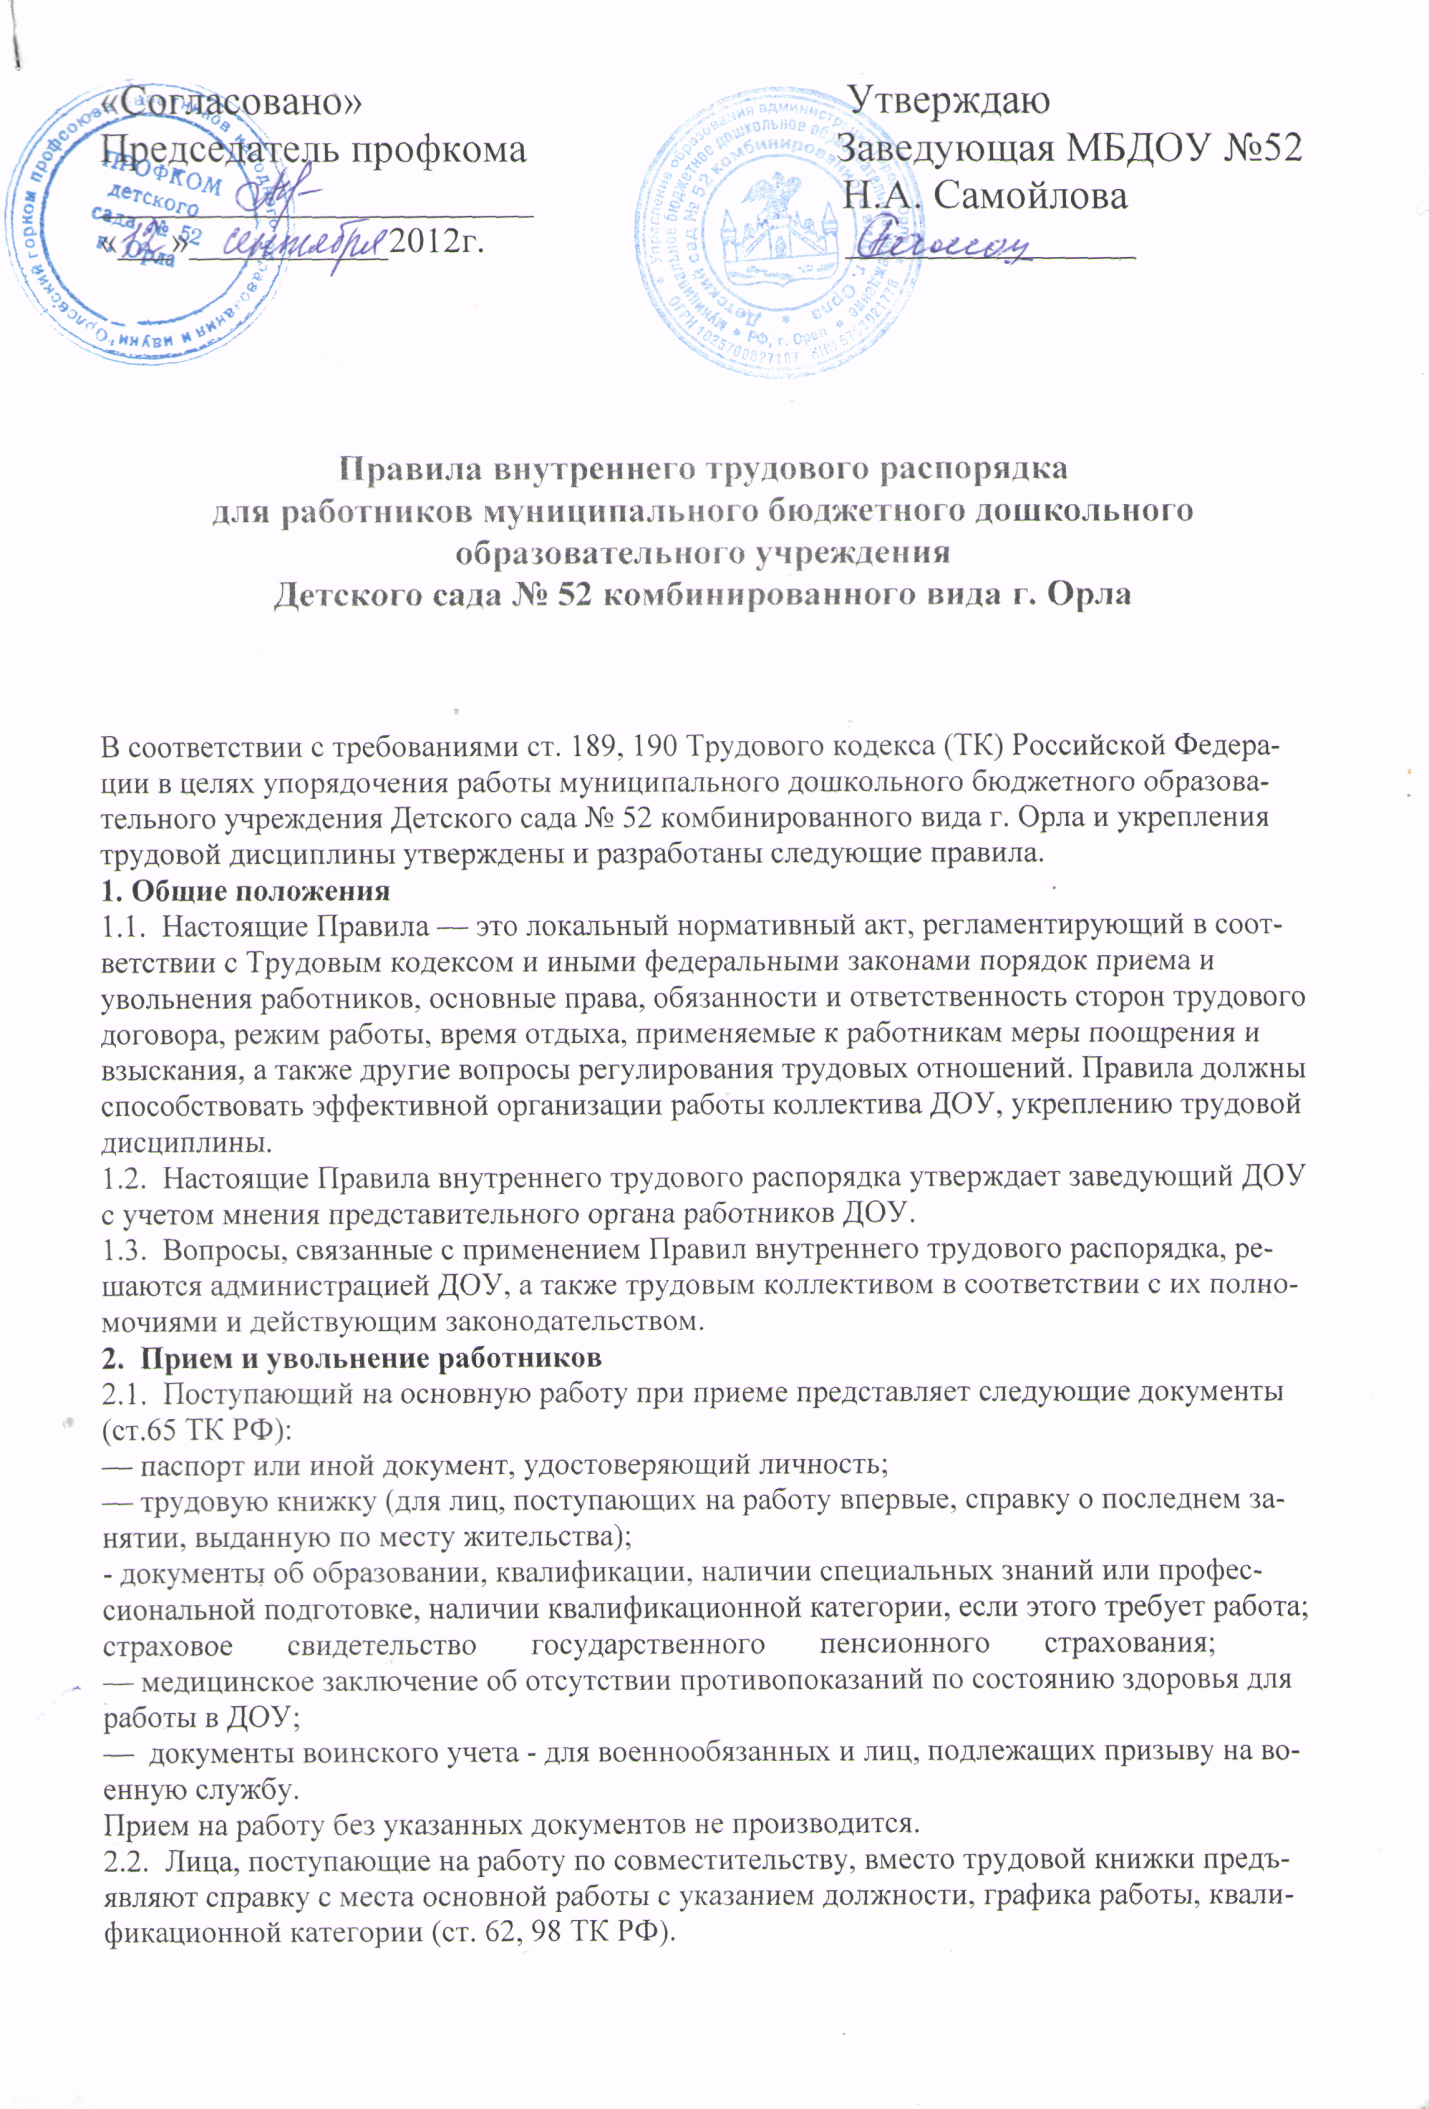 «Согласовано»
Председатель профкома
«12» сентября 2012г.
Утверждаю
Заведующая МБДОУ №52
Н.А. Самойлова
ПРОФКОМ
детского
сада № 52
г. Орла
Правила внутреннего трудового распорядка
для работников муниципального бюджетного дошкольного
образовательного учреждения
Детского сада № 52 комбинированного вида г. Орла
В соответствии с требованиями ст. 189, 190 Трудового кодекса (ТК) Российской Федера-
ции в целях упорядочения работы муниципального дошкольного бюджетного образова-
тельного учреждения Детского сада № 52 комбинированного вида г. Орла и укрепления
трудовой дисциплины утверждены и разработаны следующие правила.
1. Общие положения
1.1. Настоящие Правила — это локальный нормативный акт, регламентирующий в соот-
ветствии с Трудовым кодексом и иными федеральными законами порядок приема и
увольнения работников, основные права, обязанности и ответственность сторон трудового
договора, режим работы, время отдыха, применяемые к работникам меры поощрения и
взыскания, а также другие вопросы регулирования трудовых отношений. Правила должны
способствовать эффективной организации работы коллектива ДОУ, укреплению трудовой
дисциплины.
1.2. Настоящие Правила внутреннего трудового распорядка утверждает заведующий ДОУ
с учетом мнения представительного органа работников ДОУ.
1.3. Вопросы, связанные с применением Правил внутреннего трудового распорядка, ре-
шаются администрацией ДОУ, а также трудовым коллективом в соответствии с их полно-
мочиями и действующим законодательством.
2. Прием и увольнение работников
2.1. Поступающий на основную работу при приеме представляет следующие документы
(ст.65 ТК РФ):
— паспорт или иной документ, удостоверяющий личность;
— трудовую книжку (для лиц, поступающих на работу впервые, справку о последнем за-
нятии, выданную по месту жительства);
- документы об образовании, квалификации, наличии специальных знаний или профес-
сиональной подготовке, наличии квалификационной категории, если этого требует работа;
страховое свидетельство государственного пенсионного страхования;
— медицинское заключение об отсутствии противопоказаний по состоянию здоровья для
работы в ДОУ;
— документы воинского учета - для военнообязанных и лиц, подлежащих призыву на во-
енную службу.
Прием на работу без указанных документов не производится.
2.2. Лица, поступающие на работу по совместительству, вместо трудовой книжки предъ-
являют справку с места основной работы с указанием должности, графика работы, квали-
фикационной категории (ст. 62, 98 ТК РФ).